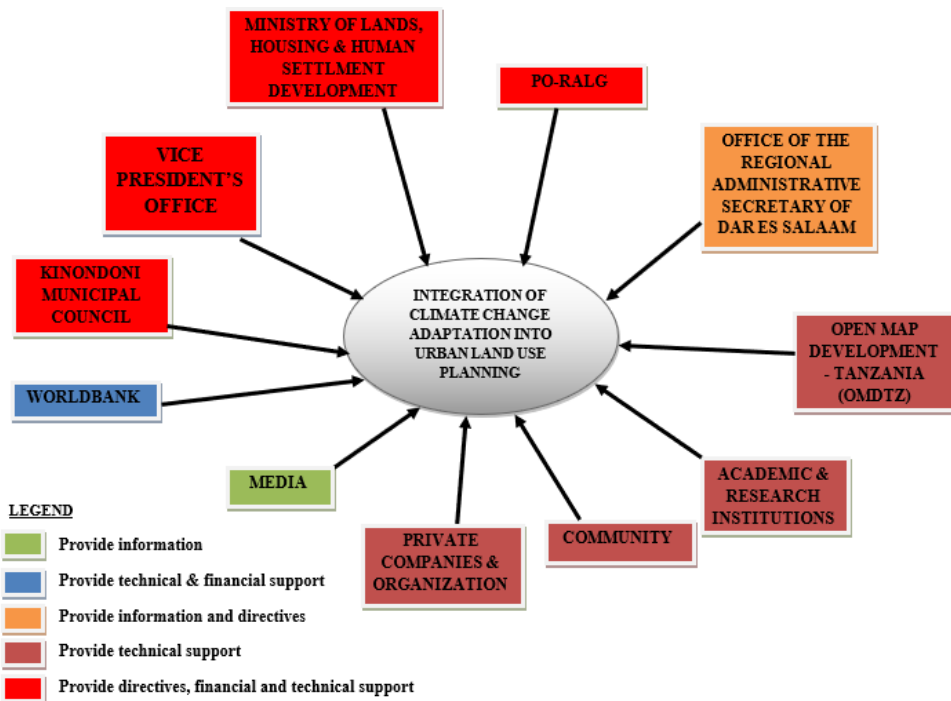 MINISTRY OF LANDS,
HOUSING & HUMAN
SETTLMENT
DEVELOPMENT
PO-RALG
VICE
PRESIDENT'S
OFFICE
OFFICE OF THE
REGIONAL
ADMINISTRATIVE
SECRETARY OF
DAR ES SALAAM
KINONDONI
MUNICIPAL
COUNCIL
INTEGRATION OF
CLIMATE CHANGE
ADAPTATION INTO
URBAN LAND USE
PLANNING
OPEN MAP
DEVELOPMENT
- TANZANIA
(OMDTZ)
WORLDBANK
MEDIA
ACADEMIC &
RESEARCH
INSTITUTIONS
PRIVATE
COMPANIES &
ORGANIZATION
COMMUNITY
LEGEND
Provide information
Provide technical & financial support
Provide information and directives
Provide technical support
Provide directives, financial and technical support